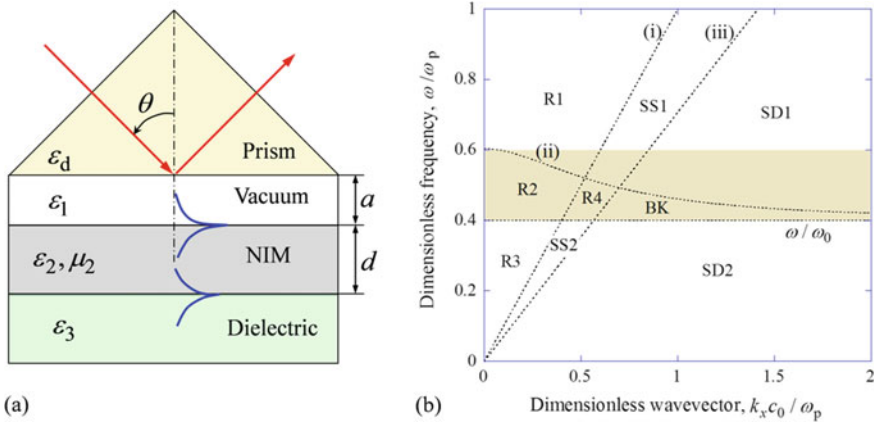 θ
ε_d
Prism
ε_1
Vacuum
a
ε_2, μ_2
NIM
d
ε_3
Dielectric
(a)
Dimensionless frequency, ω/ω_p
1
0.8
0.6
0.4
0.2
0
(i)
(iii)
R1
SS1
SD1
(ii)
R2
R4
BK
ω/ω_0
R3
SS2
SD2
0
0.5
1
1.5
2
Dimensionless wavevector, k_x c_0 / ω_p
(b)